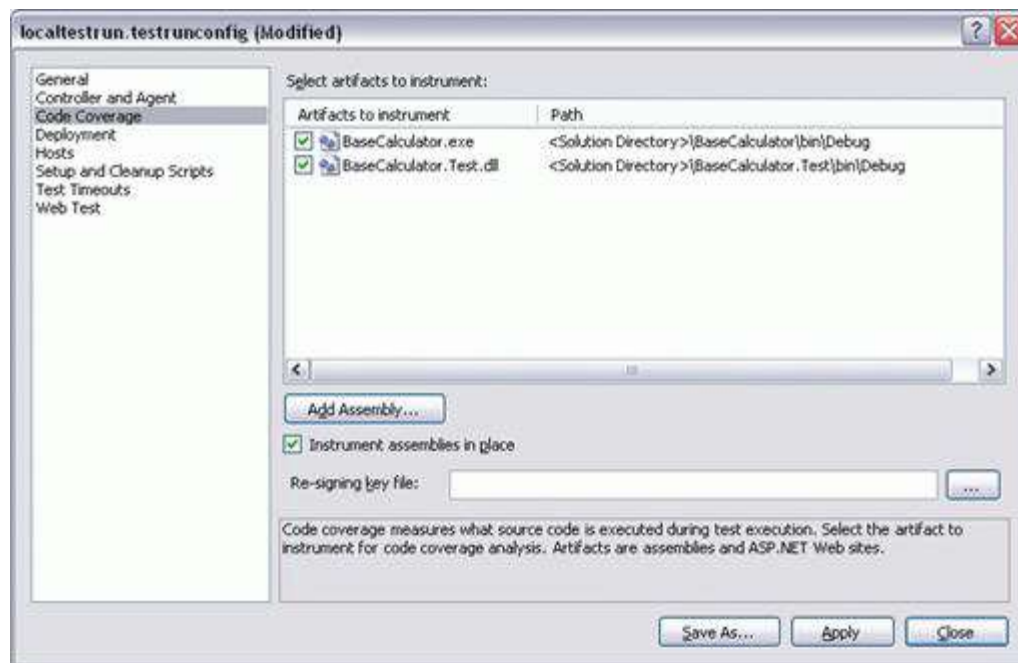 localtestrun.testrunconfig (Modified)
General
Controller and Agent
Code Coverage
Deployment
Hosts
Setup and Cleanup Scripts
Test Timeouts
Web Test
Select artifacts to instrument:
Artifacts to instrument Path
BaseCalculator.exe <Solution Directory>\BaseCalculator\bin\Debug
BaseCalculator.Test.dll <Solution Directory>\BaseCalculator.Test\bin\Debug
Add Assembly...
Instrument assemblies in place
Re-signing key file:
...
Code coverage measures what source code is executed during test execution. Select the artifact to
instrument for code coverage analysis. Artifacts are assemblies and ASP.NET Web sites.
Save As... Apply Close